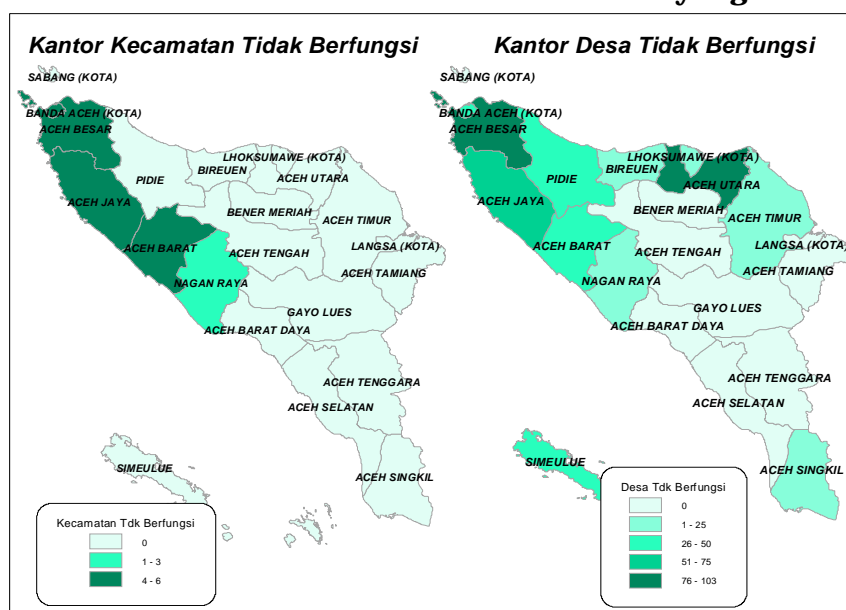 Kantor Kecamatan Tidak Berfungsi
SABANG (KOTA)
BANDA ACEH (KOTA)
ACEH BESAR
LHOKSUMAWE (KOTA)
BIREUEN
ACEH UTARA
PIDIE
ACEH JAYA
BENER MERIAH
ACEH TIMUR
ACEH BARAT
ACEH TENGAH
LANGSA (KOTA)
ACEH TAMIANG
NAGAN RAYA
GAYO LUES
ACEH BARAT DAYA
ACEH TENGGARA
ACEH SELATAN
SIMEULUE
ACEH SINGKIL
Kecamatan Tdk Berfungsi
0
1 - 3
4 - 6
Kantor Desa Tidak Berfungsi
SABANG (KOTA)
BANDA ACEH (KOTA)
ACEH BESAR
LHOKSUMAWE (KOTA)
BIREUEN
ACEH UTARA
PIDIE
ACEH JAYA
BENER MERIAH
ACEH TIMUR
ACEH BARAT
ACEH TENGAH
LANGSA (KOTA)
ACEH TAMIANG
NAGAN RAYA
GAYO LUES
ACEH BARAT DAYA
ACEH TENGGARA
ACEH SELATAN
SIMEULUE
ACEH SINGKIL
Desa Tdk Berfungsi
0
1 - 25
26 - 50
51 - 75
76 - 103